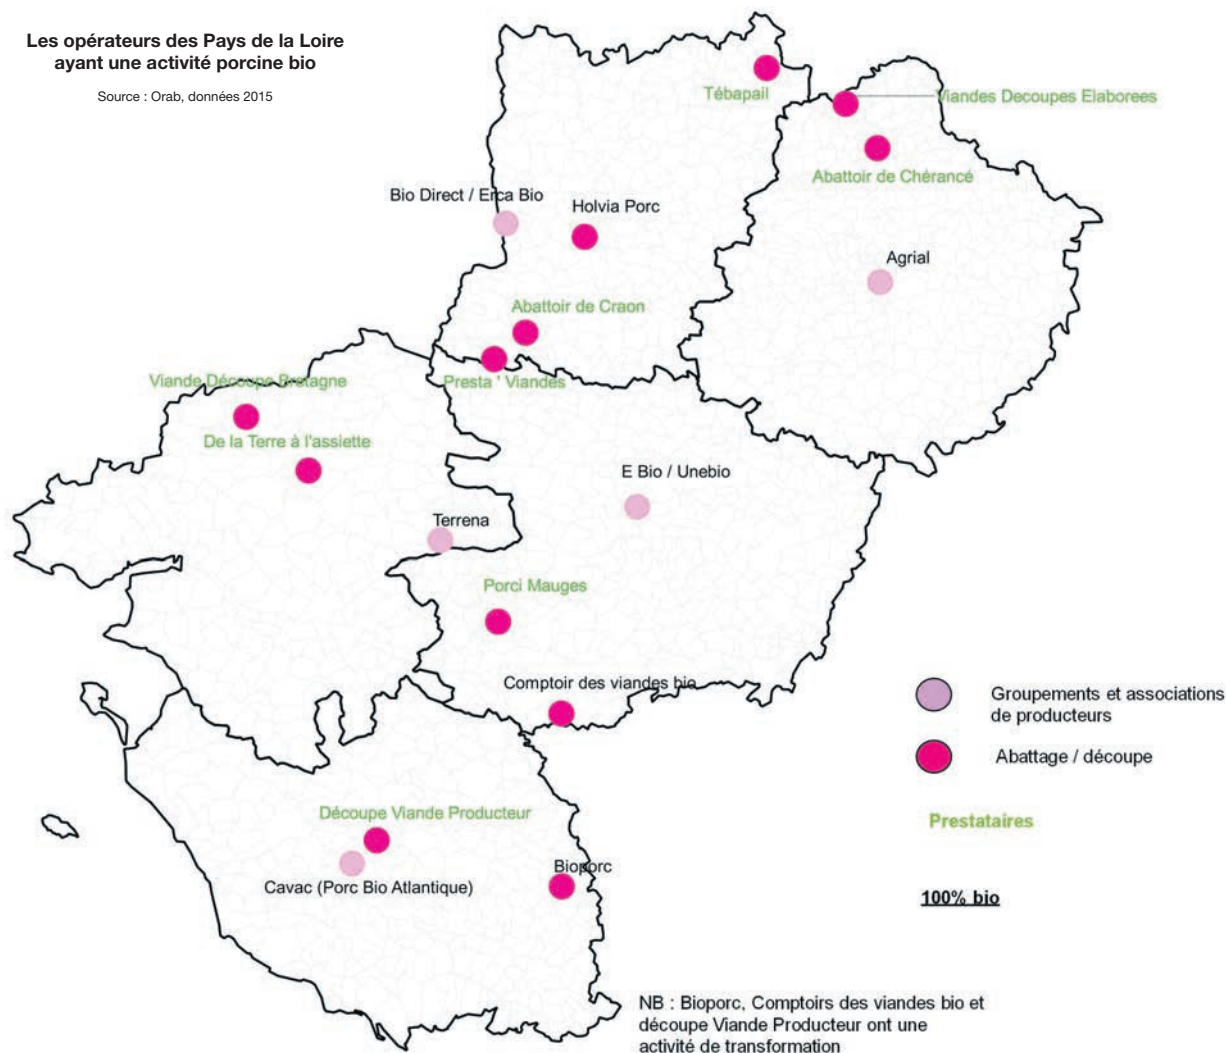 Les opérateurs des Pays de la Loire
ayant une activité porcine bio
Source : Orab, données 2015
Tébapail
Viandes Decoupes Elaborees
Abattoir de Chérancé
Bio Direct / Erca Bio
Holvia Porc
Agrial
Abattoir de Craon
Presta ' Viandes
Viande Découpe Bretagne
De la Terre à l'assiette
E Bio / Unebio
Terrena
Porci Mauges
Comptoir des viandes bio
Groupements et associations
de producteurs
Abattage / découpe
Prestataires
100% bio
Découpe Viande Producteur
Bioporc
Cavac (Porc Bio Atlantique)
NB : Bioporc, Comptoirs des viandes bio et
découpe Viande Producteur ont une
activité de transformation